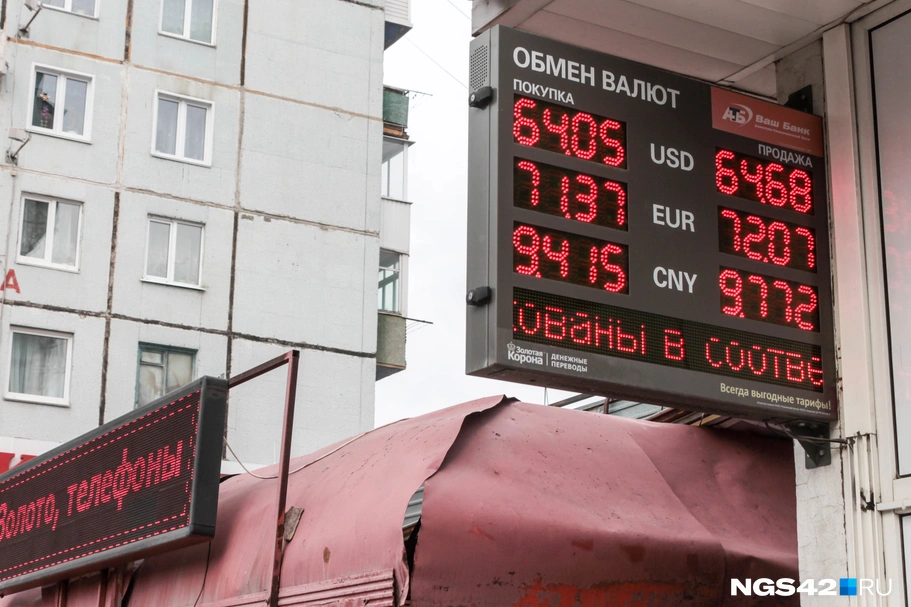 ОБМЕН ВАЛЮТ
АТБ Ваш Банк
ПОКУПКА
ПРОДАЖА
64.05 USD 64.68
71.37 EUR 72.07
9.415 CNY 9.772
ованы в соотве
Золотая Корона ДЕНЕЖНЫЕ ПЕРЕВОДЫ
Всегда выгодные тарифы!
А
Золото, телефоны
NGS42.RU